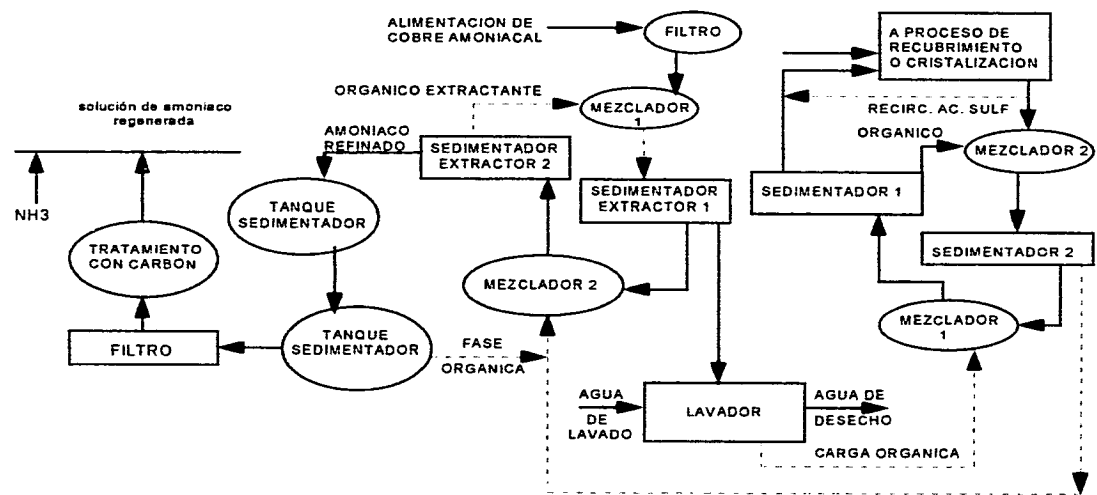 ALIMENTACION DE
COBRE AMONIACAL
FILTRO
A PROCESO DE
RECUBRIMIENTO
O CRISTALIZACION
solución de amoniaco
regenerada
ORGANICO EXTRACTANTE
MEZCLADOR
1
RECIRC. AC. SULF
AMONIACO
REFINADO
SEDIMENTADOR
EXTRACTOR 2
ORGANICO
MEZCLADOR 2
NH3
TANQUE
SEDIMENTADOR
SEDIMENTADOR
EXTRACTOR 1
SEDIMENTADOR 1
TRATAMIENTO
CON CARBON
MEZCLADOR 2
SEDIMENTADOR 2
FILTRO
TANQUE
SEDIMENTADOR
FASE
ORGANICA
MEZCLADOR
1
AGUA
DE
LAVADO
LAVADOR
AGUA DE
DESECHO
CARGA ORGANICA